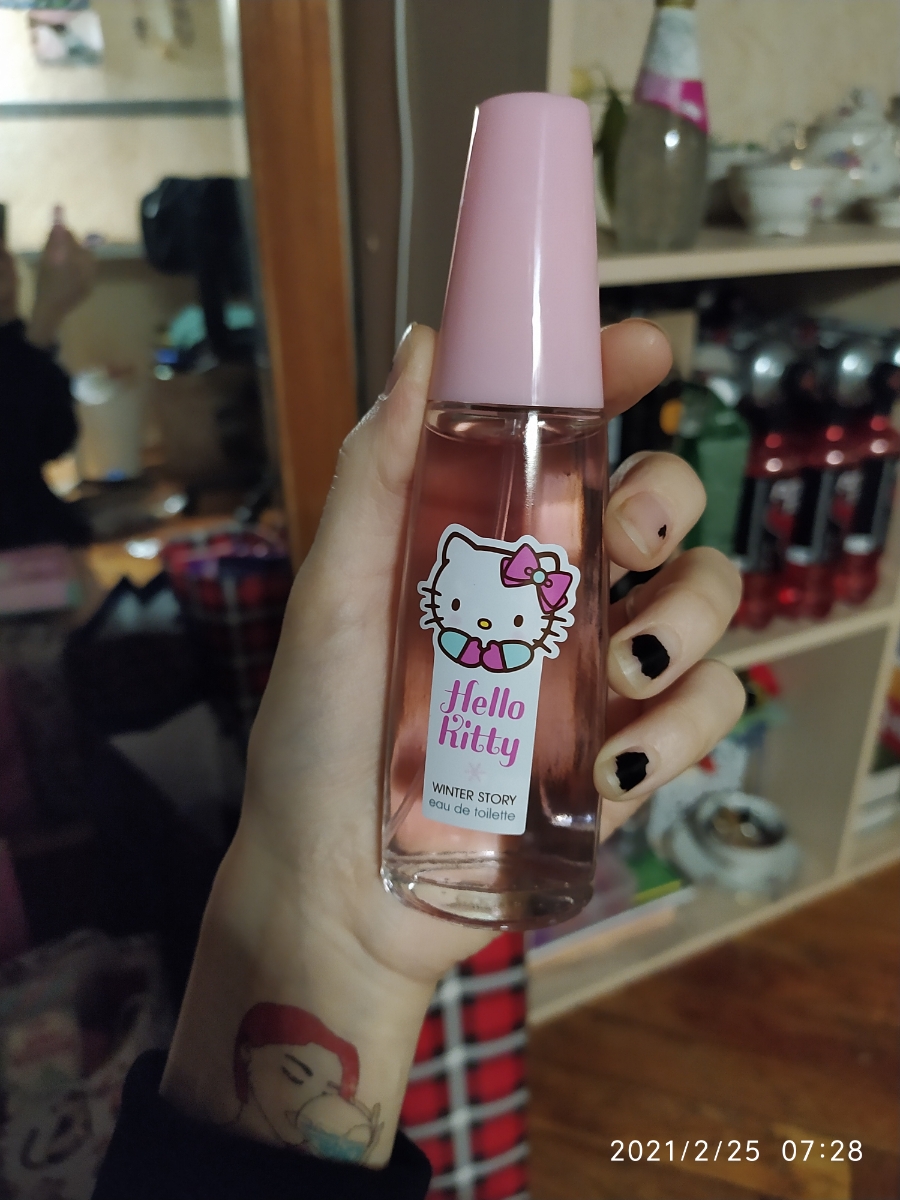 Hello
Kitty
WINTER STORY
eau de toilette
2021/2/25 07:28